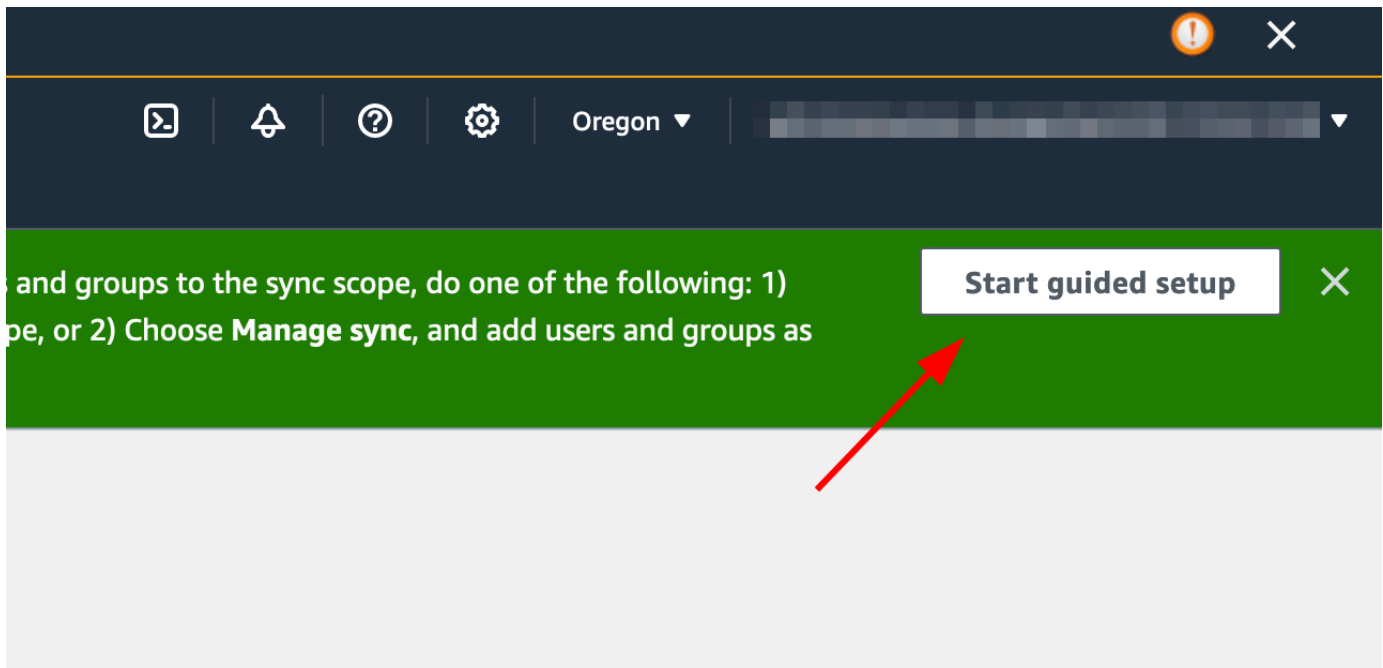 Oregon
and groups to the sync scope, do one of the following: 1)
Start guided setup
or 2) Choose Manage sync, and add users and groups as